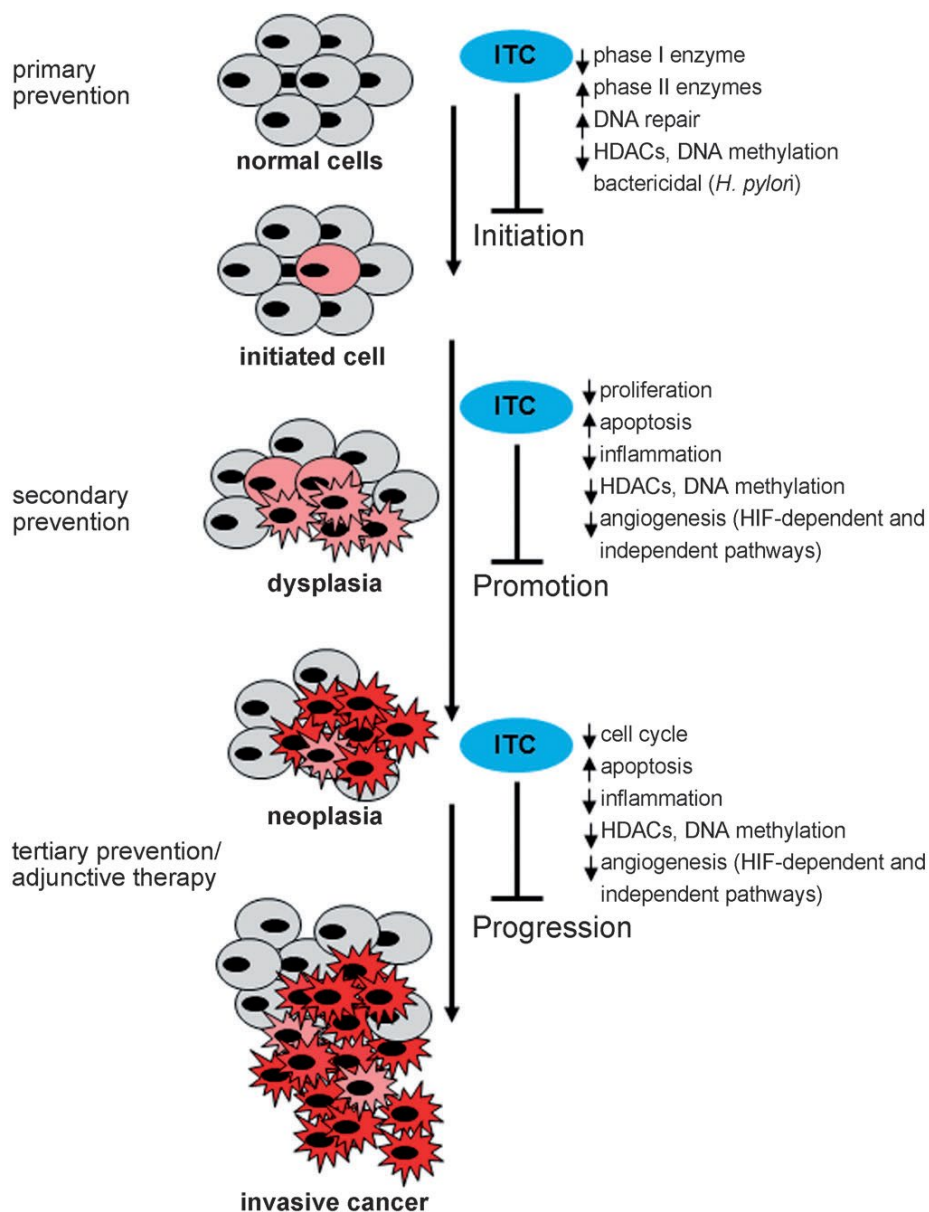 primary
prevention
normal cells
ITC
↓ phase I enzyme
↑ phase II enzymes
↑ DNA repair
↓ HDACs, DNA methylation
bactericidal (H. pylori)
Initiation
initiated cell
secondary
prevention
dysplasia
ITC
↓ proliferation
↑ apoptosis
↓ inflammation
↓ HDACs, DNA methylation
↓ angiogenesis (HIF-dependent and
independent pathways)
Promotion
neoplasia
ITC
↓ cell cycle
↑ apoptosis
↓ inflammation
↓ HDACs, DNA methylation
↓ angiogenesis (HIF-dependent and
independent pathways)
tertiary prevention/
adjunctive therapy
Progression
invasive cancer